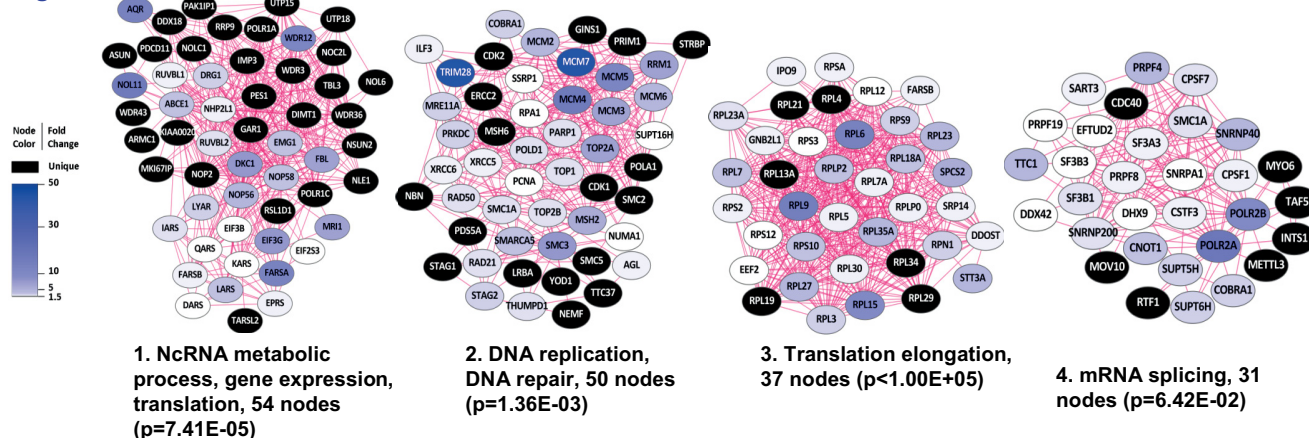 Node
Color
Fold
Change
Unique
50
30
10
5
1.5
AQR
PAK1IP1
UTP15
DDX18
RRP9
POLR1A
UTP18
WDR12
ASUN
PDCD11
NOLC1
NOC2L
IMP3
WDR3
RUVBL1
DRG1
NOL6
NOL11
TBL3
PES1
ABCE1
NHP2L1
DIMT1
WDR43
WDR36
GAR1
KIAA0020
ARMC1
RUVBL2
EMG1
NSUN2
DKC1
FBL
MKI67IP
NOP2
NOP58
NLE1
NOP56
POLR1C
LYAR
RSL1D1
IARS
EIF3B
MRI1
EIF3G
QARS
EIF2S3
KARS
FARSB
FARSA
LARS
DARS
EPRS
TARSL2
1. NcRNA metabolic
process, gene expression,
translation, 54 nodes
(p=7.41E-05)
COBRA1
GINS1
ILF3
MCM2
PRIM1
STRBP
CDK2
TRIM28
MCM7
RRM1
SSRP1
MCM5
ERCC2
MCM4
MCM6
MRE11A
RPA1
MCM3
PRKDC
MSH6
PARP1
SUPT16H
POLD1
TOP2A
XRCC5
XRCC6
TOP1
POLA1
PCNA
CDK1
NBN
RAD50
SMC2
SMC1A
TOP2B
MSH2
PDS5A
NUMA1
SMARCA5
SMC3
STAG1
RAD21
SMC5
AGL
LRBA
YOD1
STAG2
TTC37
THUMPD1
NEMF
2. DNA replication,
DNA repair, 50 nodes
(p=1.36E-03)
RPSA
IPO9
RPL12
FARSB
RPL21
RPL4
RPL23A
RPS9
GNB2L1
RPS3
RPL6
RPL23
RPL18A
RPL7
RPL13A
RPLP2
SPCS2
RPL7A
RPS2
RPL9
RPLP0
SRP14
RPL5
RPS12
RPL35A
DDOST
RPS10
RPN1
EEF2
RPL30
RPL34
STT3A
RPL27
RPL19
RPL15
RPL29
RPL3
3. Translation elongation,
37 nodes (p<1.00E+05)
PRPF4
CPSF7
SART3
CDC40
SMC1A
PRPF19
EFTUD2
SNRNP40
SF3A3
TTC1
SF3B3
SNRPA1
CPSF1
MYO6
PRPF8
SF3B1
TAF5
DDX42
DHX9
CSTF3
POLR2B
SNRNP200
INTS1
CNOT1
POLR2A
METTL3
MOV10
SUPT5H
COBRA1
RTF1
SUPT6H
4. mRNA splicing, 31
nodes (p=6.42E-02)